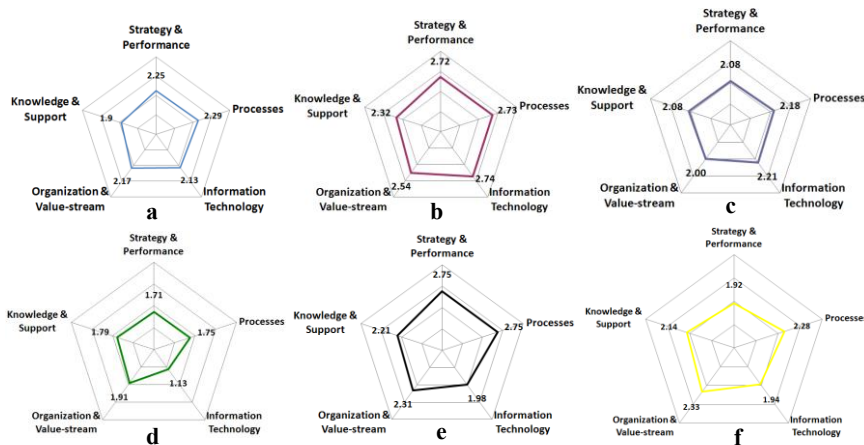 Strategy &
Performance
2.25
Knowledge &
Support
1.9
Processes
2.29
Organization &
Value-stream
2.17
Information
Technology
2.13
a
Strategy &
Performance
2.72
Knowledge &
Support
2.32
Processes
2.73
Organization &
Value-stream
2.54
Information
Technology
2.74
b
Strategy &
Performance
2.08
Knowledge &
Support
2.08
Processes
2.18
Organization &
Value-stream
2.00
Information
Technology
2.21
c
Strategy &
Performance
1.71
Knowledge &
Support
1.79
Processes
1.75
Organization &
Value-stream
1.91
Information
Technology
1.13
d
Strategy &
Performance
2.75
Knowledge &
Support
2.21
Processes
2.75
Organization &
Value-stream
2.31
Information
Technology
1.98
e
Strategy &
Performance
1.92
Knowledge &
Support
2.14
Processes
2.28
Organization &
Value-stream
2.33
Information
Technology
1.94
f